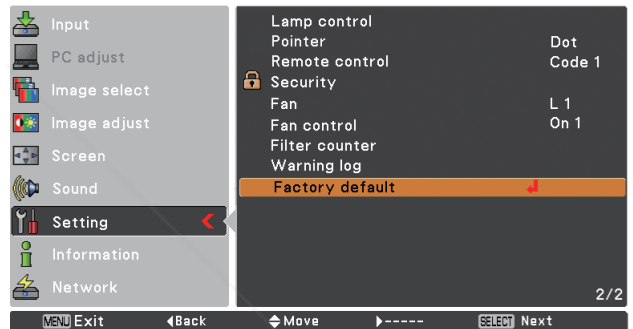 Input
PC adjust
Image select
Image adjust
Screen
Sound
Setting
Information
Network
Lamp control
Pointer Dot
Remote control Code 1
Security
Fan L 1
Fan control On 1
Filter counter
Warning log
Factory default
2/2
MENU Exit ◀Back Move ▶----- SELECT Next